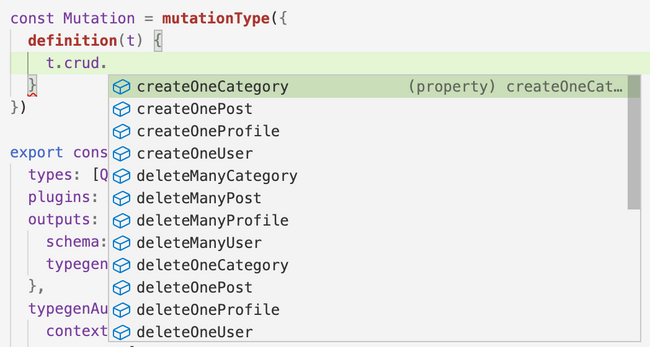 const Mutation = mutationType({
definition(t) {
t.crud.
}
createOneCategory (property) createOneCat…
})
createOnePost
createOneProfile
export cons
createOneUser
types: [Q
deleteManyCategory
plugins:
deleteManyPost
outputs:
deleteManyProfile
schema:
deleteManyUser
typegen
deleteOneCategory
},
deleteOnePost
typegenAu
deleteOneProfile
context
deleteOneUser